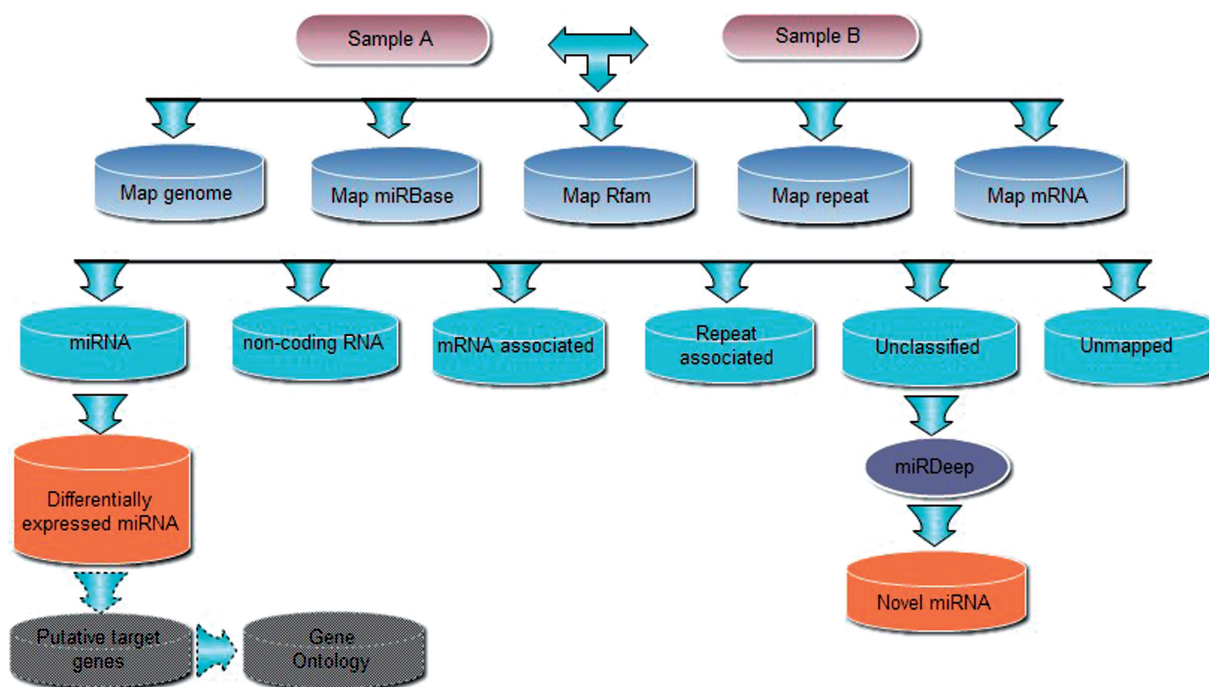 Sample A
Sample B
Map genome
Map miRBase
Map Rfam
Map repeat
Map mRNA
miRNA
non-coding RNA
mRNA associated
Repeat
associated
Unclassified
Unmapped
miRDeep
Differentially
expressed miRNA
Novel miRNA
Putative target
genes
Gene
Ontology